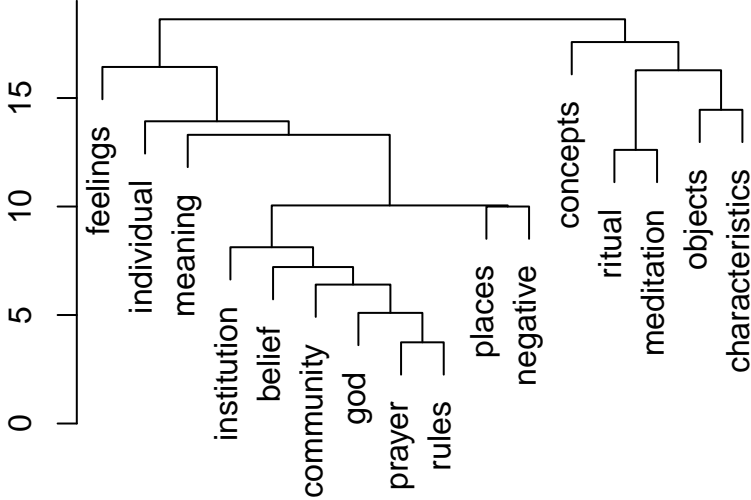 15
10
5
0
feelings
individual
meaning
institution
belief
community
god
prayer
rules
places
negative
concepts
ritual
meditation
objects
characteristics